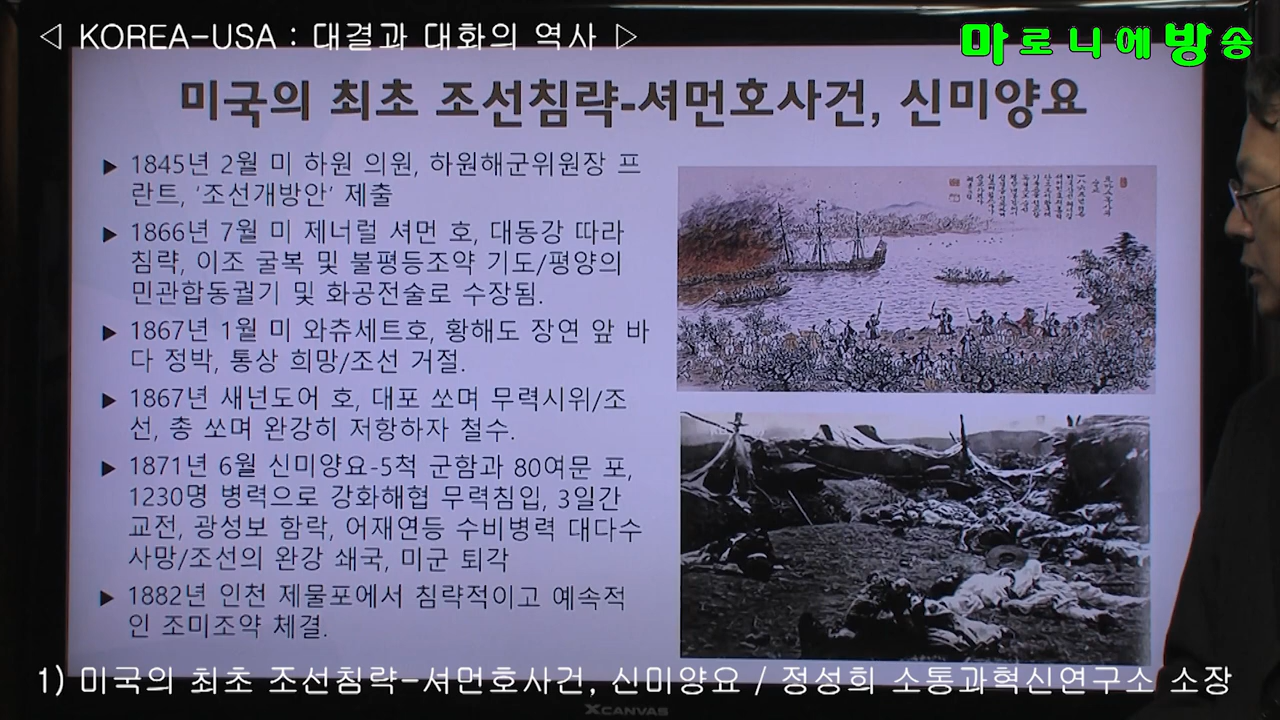 ◁ KOREA-USA : 대결과 대화의 역사 ▷
마로니에방송
미국의 최초 조선침략-셔먼호사건, 신미양요
▶ 1845년 2월 미 하원 의원, 하원해군위원장 프
란트, '조선개방안' 제출
▶ 1866년 7월 미 제너럴 셔먼 호, 대동강 따라
침략, 이조 굴복 및 불평등조약 기도/평양의
민관합동궐기 및 화공전술로 수장됨.
▶ 1867년 1월 미 와츄세트호, 황해도 장연 앞 바
다 정박, 통상 희망/조선 거절.
▶ 1867년 새넌도어 호, 대포 쏘며 무력시위/조
선, 총 쏘며 완강히 저항하자 철수.
▶ 1871년 6월 신미양요-5척 군함과 80여문 포,
1230명 병력으로 강화해협 무력침입, 3일간
교전, 광성보 함락, 어재연등 수비병력 대다수
사망/조선의 완강 쇄국, 미군 퇴각
▶ 1882년 인천 제물포에서 침략적이고 예속적
인 조미조약 체결.
1) 미국의 최초 조선침략-셔먼호사건, 신미양요 / 정성희 소통과혁신연구소 소장
XCANVAS